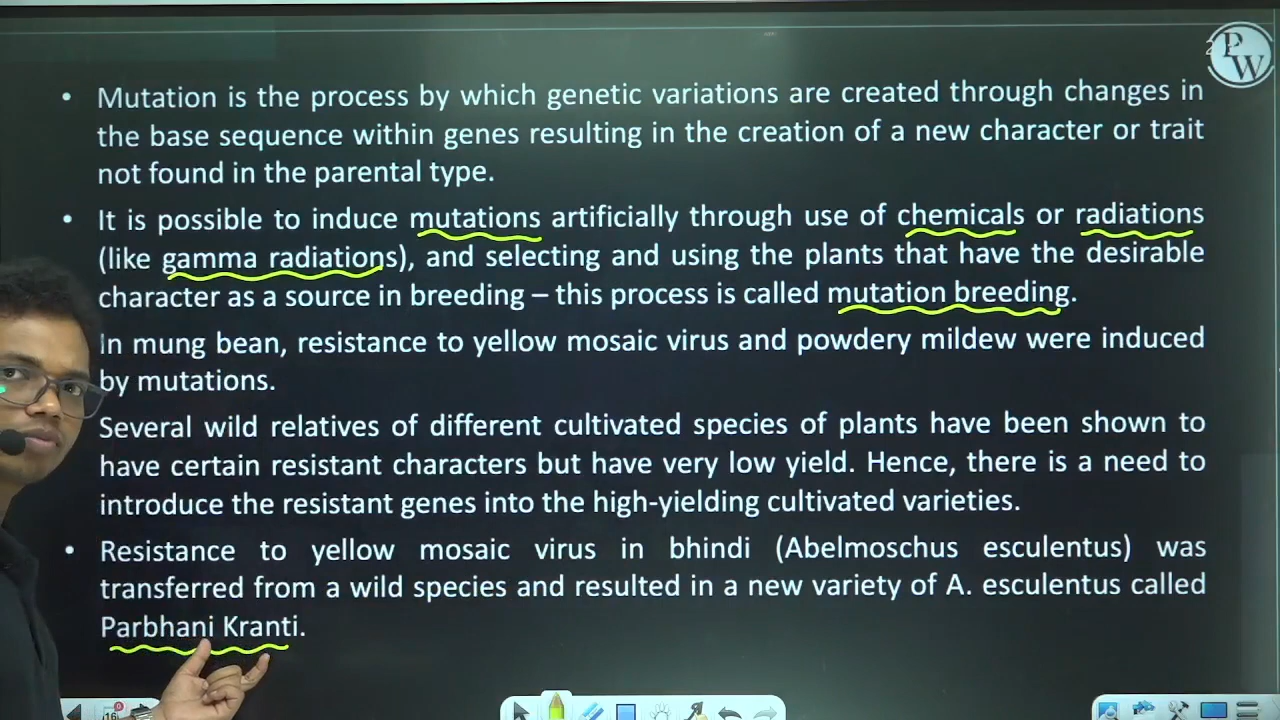 PW
• Mutation is the process by which genetic variations are created through changes in
the base sequence within genes resulting in the creation of a new character or trait
not found in the parental type.
• It is possible to induce mutations artificially through use of chemicals or radiations
(like gamma radiations), and selecting and using the plants that have the desirable
character as a source in breeding – this process is called mutation breeding.
In mung bean, resistance to yellow mosaic virus and powdery mildew were induced
by mutations.
Several wild relatives of different cultivated species of plants have been shown to
have certain resistant characters but have very low yield. Hence, there is a need to
introduce the resistant genes into the high-yielding cultivated varieties.
• Resistance to yellow mosaic virus in bhindi (Abelmoschus esculentus) was
transferred from a wild species and resulted in a new variety of A. esculentus called
Parbhani Kranti.